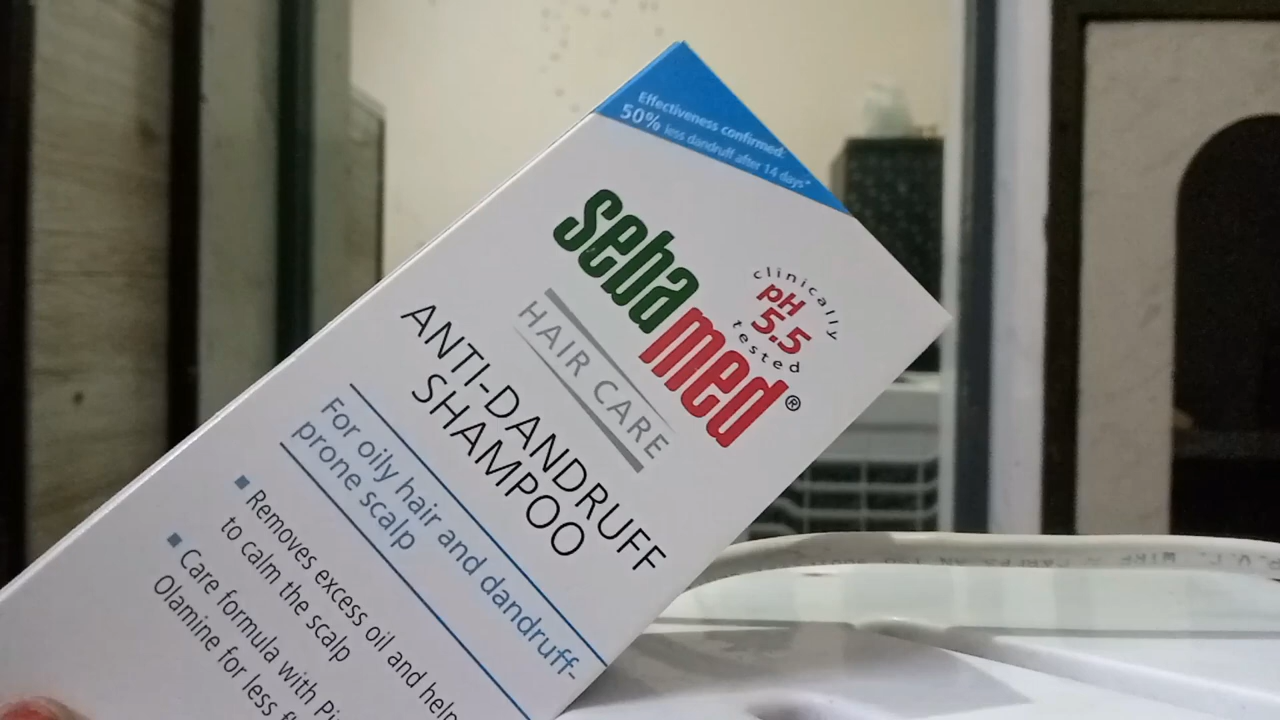 Effectiveness confirmed:
50% less dandruff after 14 days*
sebamed®
clinically
pH
5.5
tested
HAIR CARE
ANTI-DANDRUFF
SHAMPOO
For oily hair and dandruff-
prone scalp
Removes excess oil and help
to calm the scalp
Care formula with Pi
Olamine for less